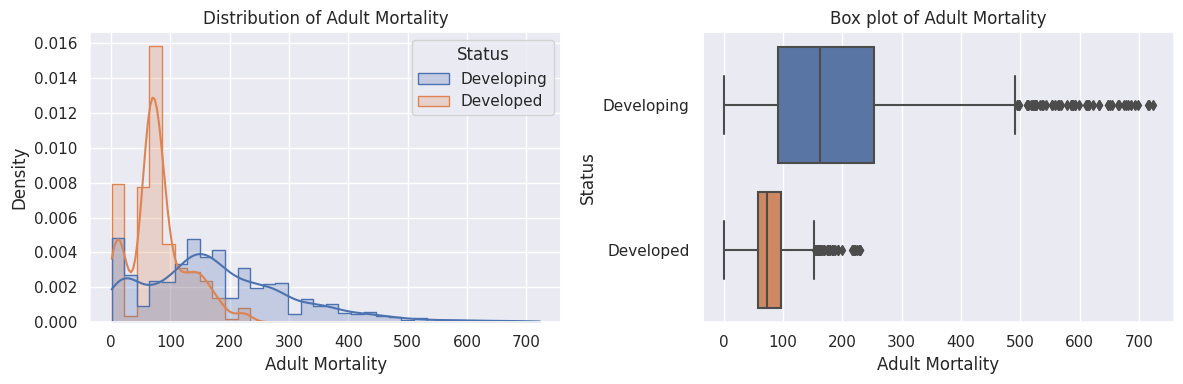 Distribution of Adult Mortality
0.016
0.014
0.012
0.010
0.008
0.006
0.004
0.002
0.000
Density
Status
Developing
Developed
0 100 200 300 400 500 600 700
Adult Mortality
Box plot of Adult Mortality
Status
Developing
Developed
0 100 200 300 400 500 600 700
Adult Mortality